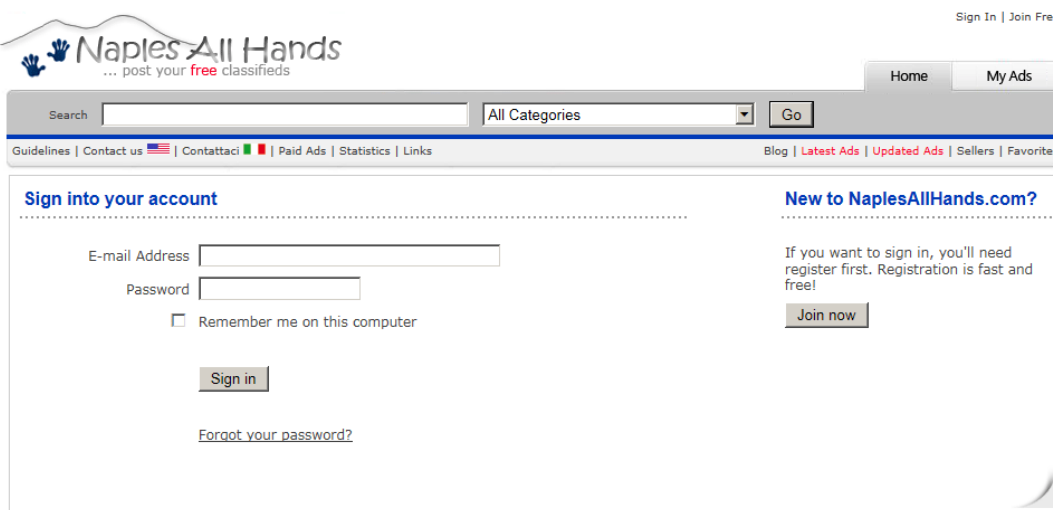 Sign In | Join Fre
Naples All Hands
... post your free classifieds
Home
My Ads
Search
All Categories
Go
Guidelines | Contact us | Contattaci | Paid Ads | Statistics | Links
Blog | Latest Ads | Updated Ads | Sellers | Favorite
Sign into your account
E-mail Address
Password
Remember me on this computer
Sign in
Forgot your password?
New to NaplesAllHands.com?
If you want to sign in, you'll need
register first. Registration is fast and
free!
Join now